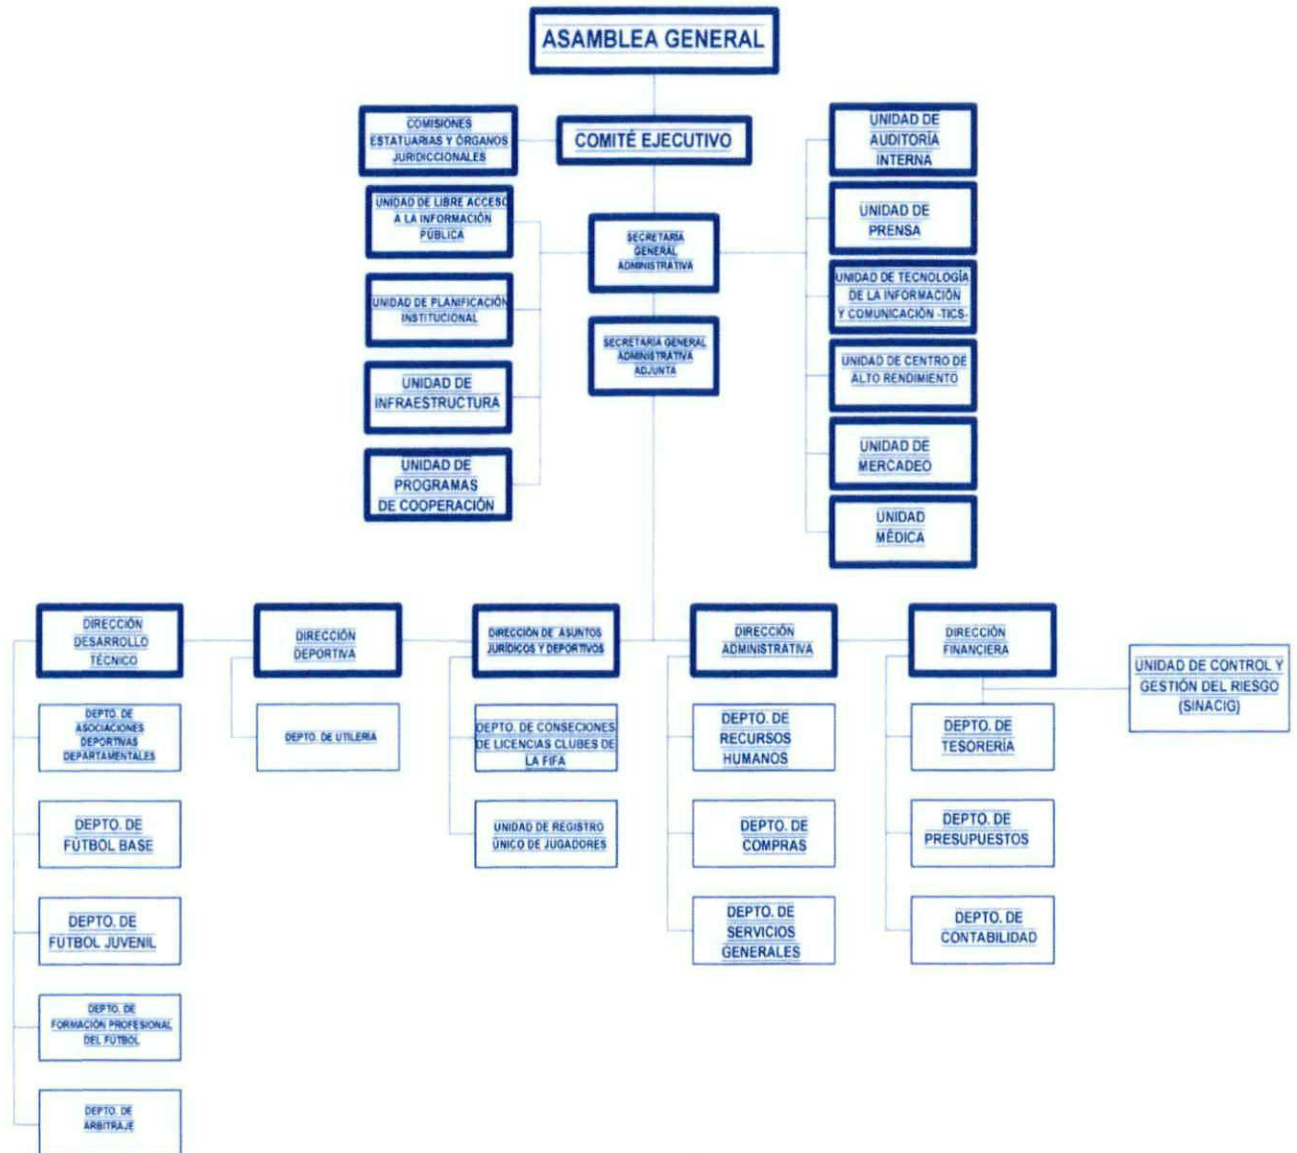 ASAMBLEA GENERAL
COMISIONES
ESTATUARIAS Y ÓRGANOS
JURIDICCIONALES
COMITÉ EJECUTIVO
UNIDAD DE
AUDITORÍA
INTERNA
UNIDAD DE LIBRE ACCESO
A LA INFORMACIÓN
PÚBLICA
SECRETARÍA
GENERAL
ADMINISTRATIVA
UNIDAD DE
PRENSA
UNIDAD DE PLANIFICACIÓN
INSTITUCIONAL
SECRETARÍA GENERAL
ADMINISTRATIVA
ADJUNTA
UNIDAD DE TECNOLOGÍA
DE LA INFORMACIÓN
Y COMUNICACIÓN -TICS-
UNIDAD DE
INFRAESTRUCTURA
UNIDAD DE CENTRO DE
ALTO RENDIMIENTO
UNIDAD DE
PROGRAMAS
DE COOPERACIÓN
UNIDAD DE
MERCADEO
UNIDAD
MÉDICA
DIRECCIÓN
DESARROLLO
TÉCNICO
DIRECCIÓN
DEPORTIVA
DIRECCIÓN DE ASUNTOS
JURÍDICOS Y DEPORTIVOS
DIRECCIÓN
ADMINISTRATIVA
DIRECCIÓN
FINANCIERA
UNIDAD DE CONTROL Y
GESTIÓN DEL RIESGO
(SINACIG)
DEPTO. DE
ASOCIACIONES
DEPORTIVAS
DEPARTAMENTALES
DEPTO. DE UTILERIA
DEPTO. DE CONSECIONES
DE LICENCIAS CLUBES DE
LA FIFA
DEPTO. DE
RECURSOS
HUMANOS
DEPTO. DE
TESORERÍA
DEPTO. DE
FÚTBOL BASE
UNIDAD DE REGISTRO
ÚNICO DE JUGADORES
DEPTO. DE
COMPRAS
DEPTO. DE
PRESUPUESTOS
DEPTO. DE
FÚTBOL JUVENIL
DEPTO. DE
SERVICIOS
GENERALES
DEPTO. DE
CONTABILIDAD
DEPTO. DE
FORMACIÓN PROFESIONAL
DEL FÚTBOL
DEPTO. DE
ARBITRAJE